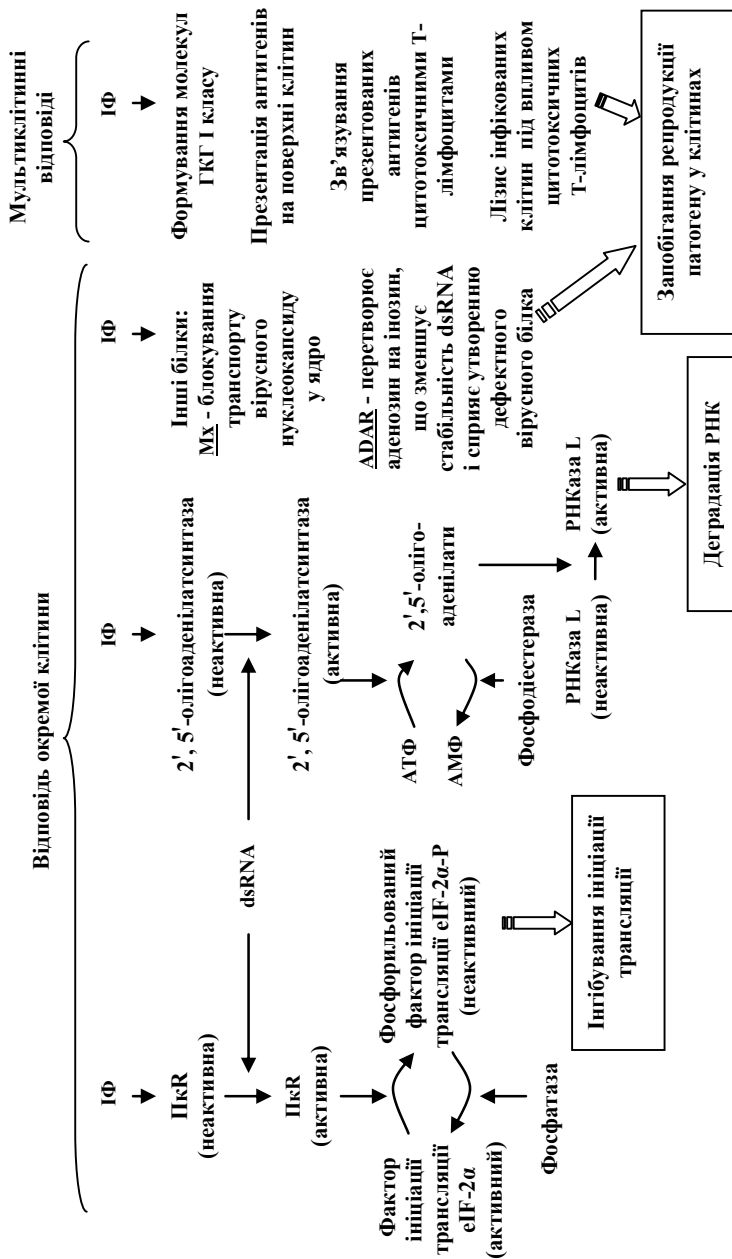 Відповідь окремої клітини
Мультиклітинні
відповіді
ІФ
ПкR
(неактивна)
ПкR
(активна)
Фактор
ініціації
трансляції
eIF-2α
(активний)
Фосфорильований
фактор ініціації
трансляції eIF-2α-P
(неактивний)
Фосфатаза
Інгібування ініціації
трансляції
dsRNA
ІФ
2', 5'-олігоаденілатсинтаза
(неактивна)
2', 5'-олігоаденілатсинтаза
(активна)
АТФ
АМФ
2',5'-оліго-
аденілати
Фосфодіестераза
РНКаза L
(неактивна)
РНКаза L
(активна)
Деградація РНК
ІФ
Інші білки:
Mx - блокування
транспорту
вірусного
нуклеокапсиду
у ядро
ADAR - перетворює
аденозин на інозин,
що зменшує
стабільність dsRNA
і сприяє утворенню
дефектного
вірусного білка
ІФ
Формування молекул
ГКГ І класу
Презентація антигенів
на поверхні клітин
Зв’язування
презентованих
антигенів
цитотоксичними Т-
лімфоцитами
Лізис інфікованих
клітин під впливом
цитотоксичних
Т-лімфоцитів
Запобігання репродукції
патогену у клітинах